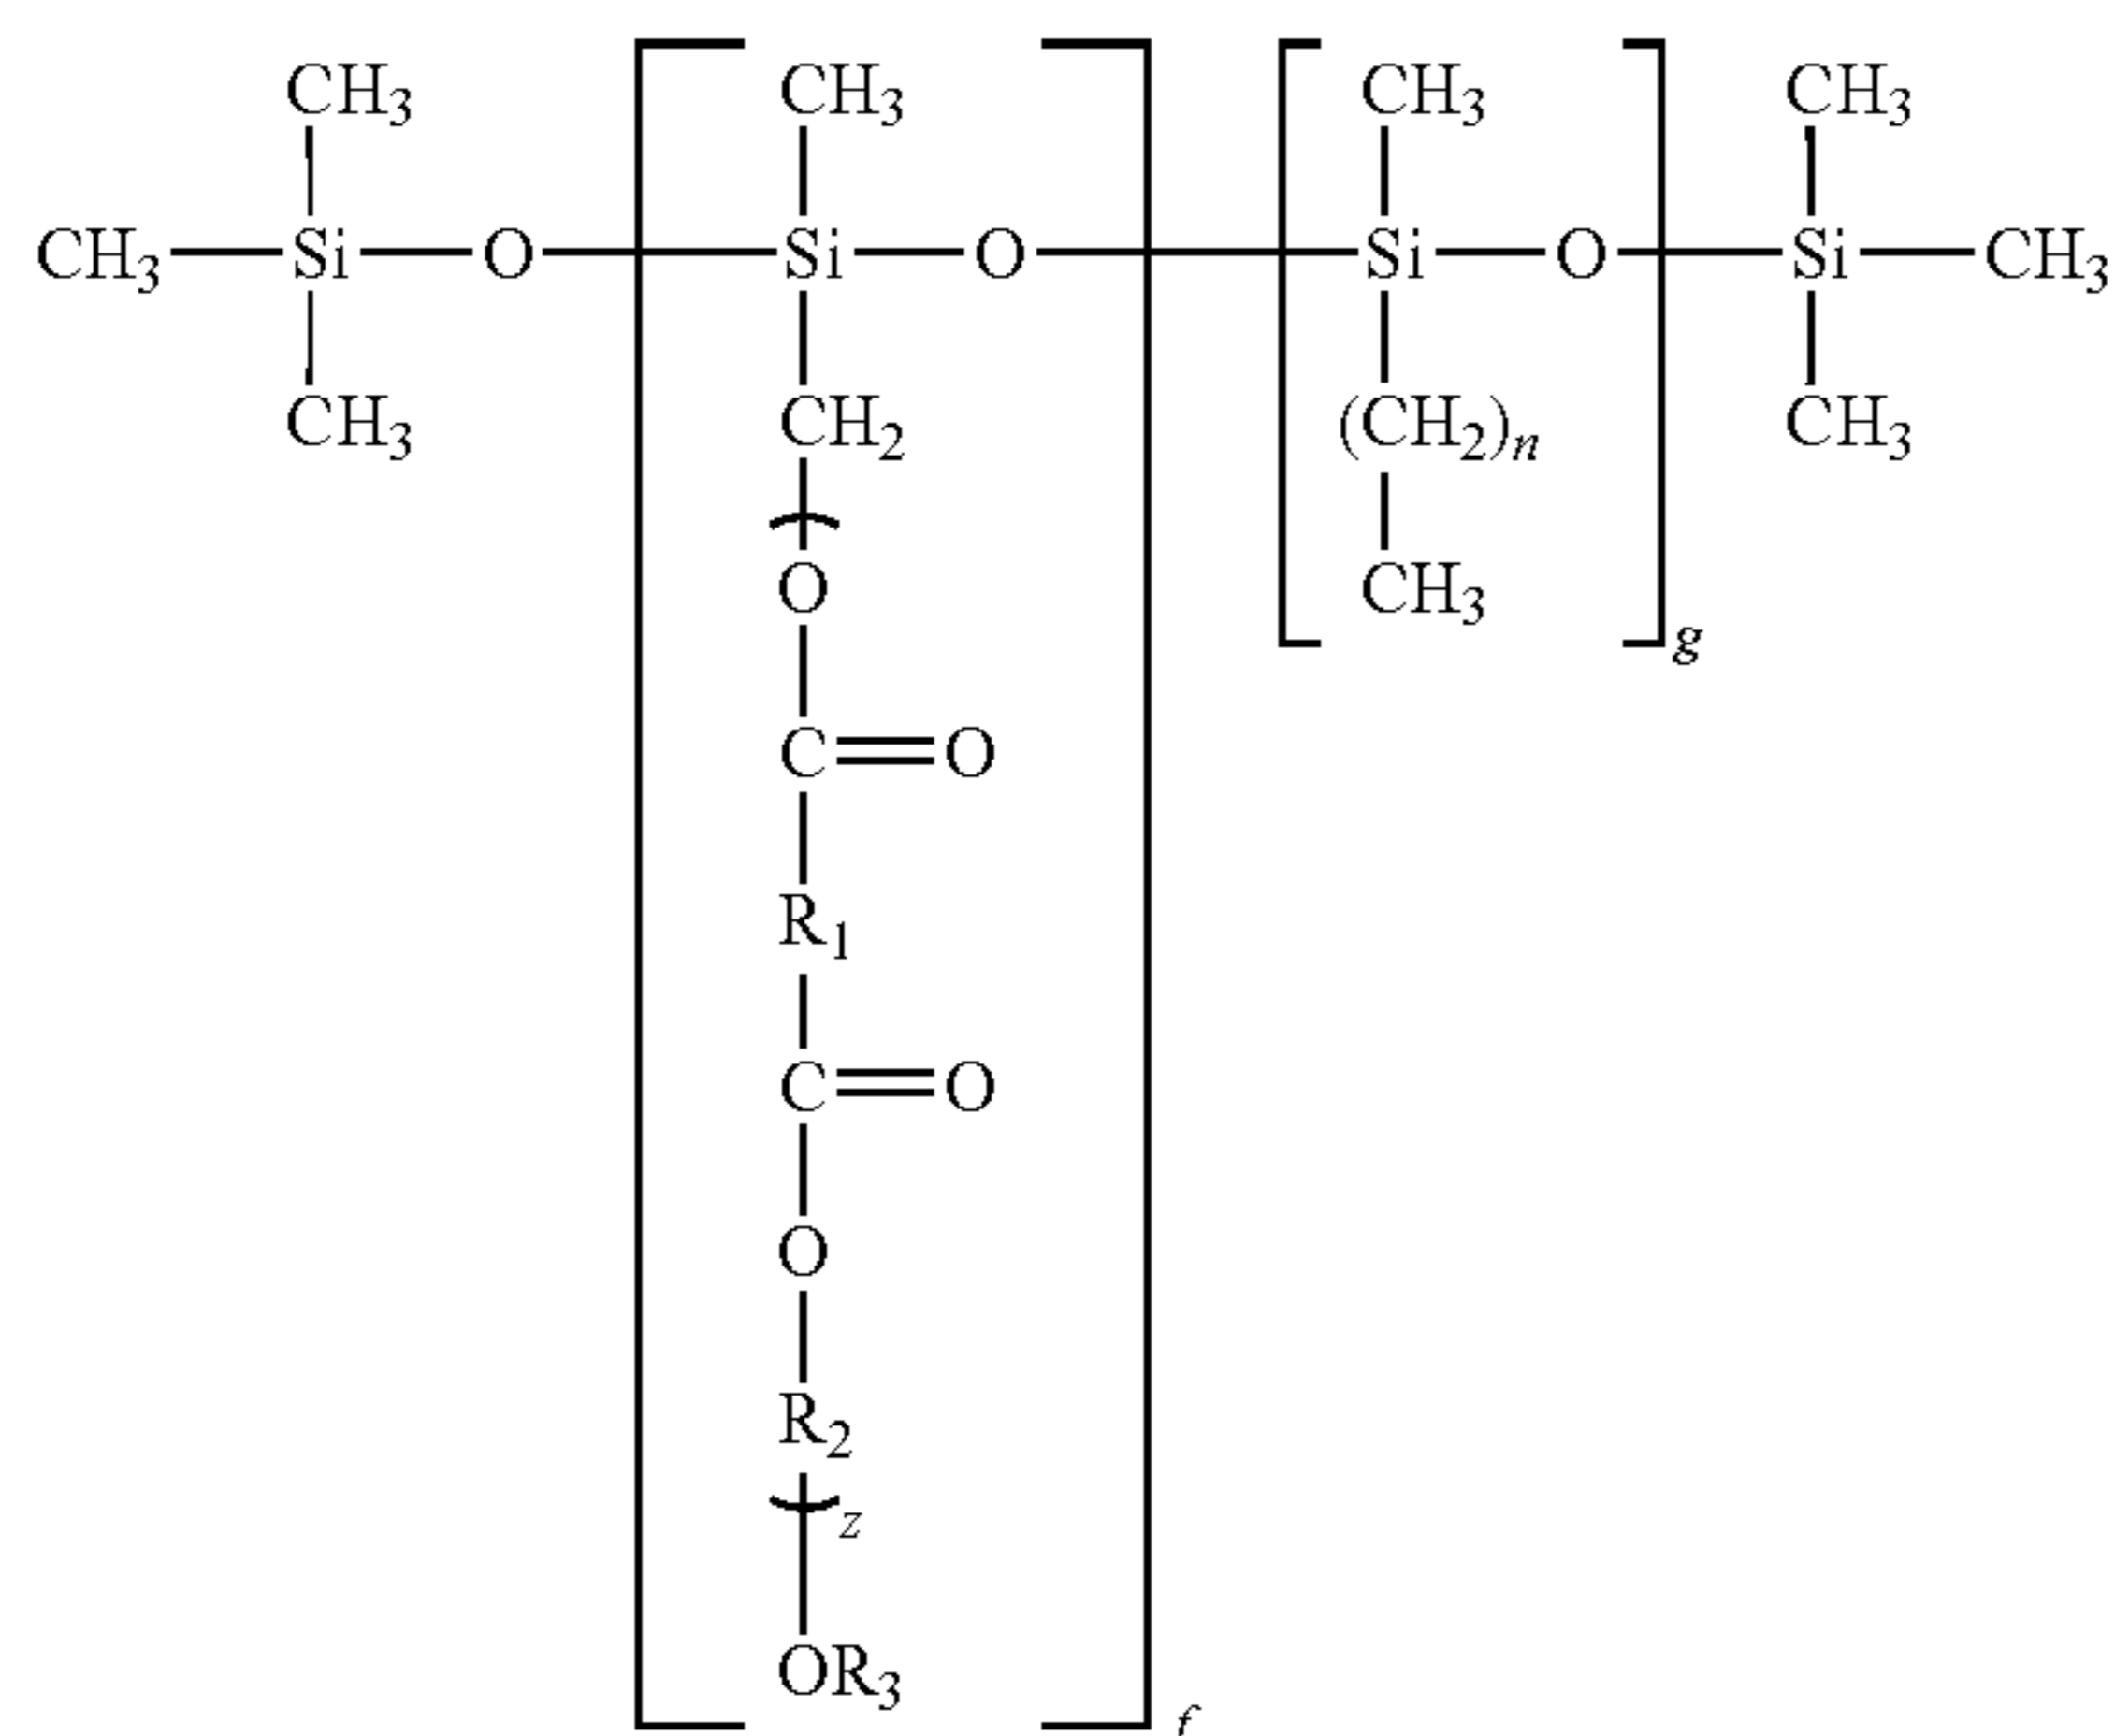 CH3 CH3 CH3 CH3
CH3 Si O Si O Si O Si CH3
CH3 CH2 (CH2)n CH3
O CH3
g
C O
R1
C O
O
R2
z
OR3
f